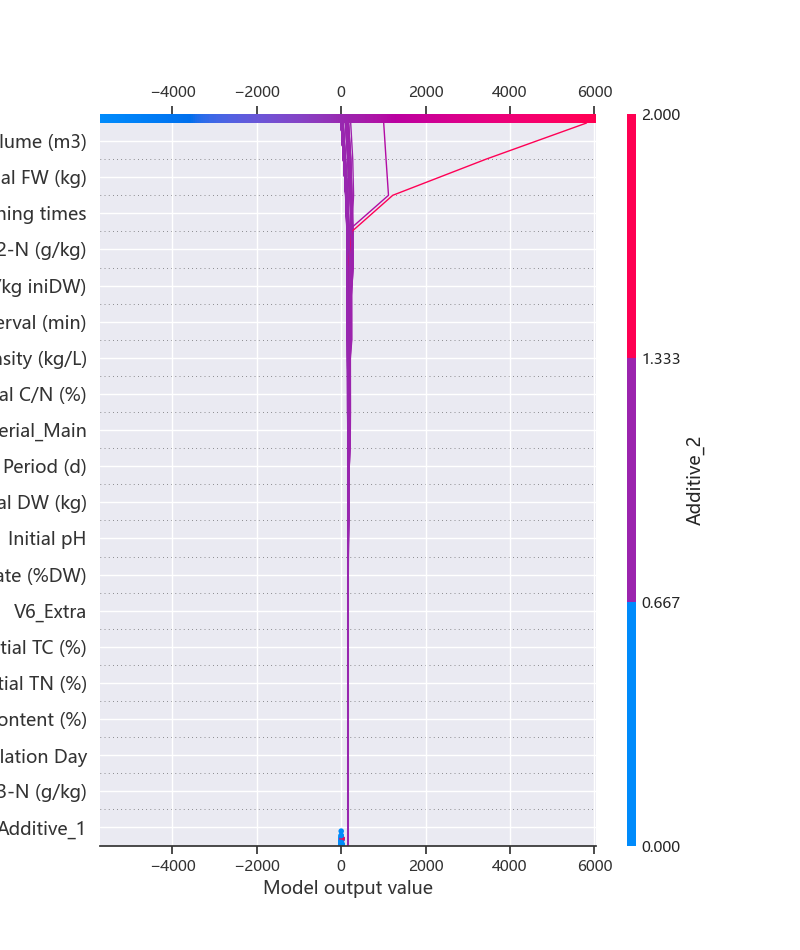 −4000 −2000 0 2000 4000 6000
lume (m3)
al FW (kg)
ning times
2-N (g/kg)
/kg iniDW)
erval (min)
sity (kg/L)
al C/N (%)
erial_Main
Period (d)
al DW (kg)
Initial pH
ate (%DW)
V6_Extra
tial TC (%)
tial TN (%)
ontent (%)
lation Day
3-N (g/kg)
Additive_1
−4000 −2000 0 2000 4000 6000
Model output value
2.000
1.333
0.667
0.000
Additive_2